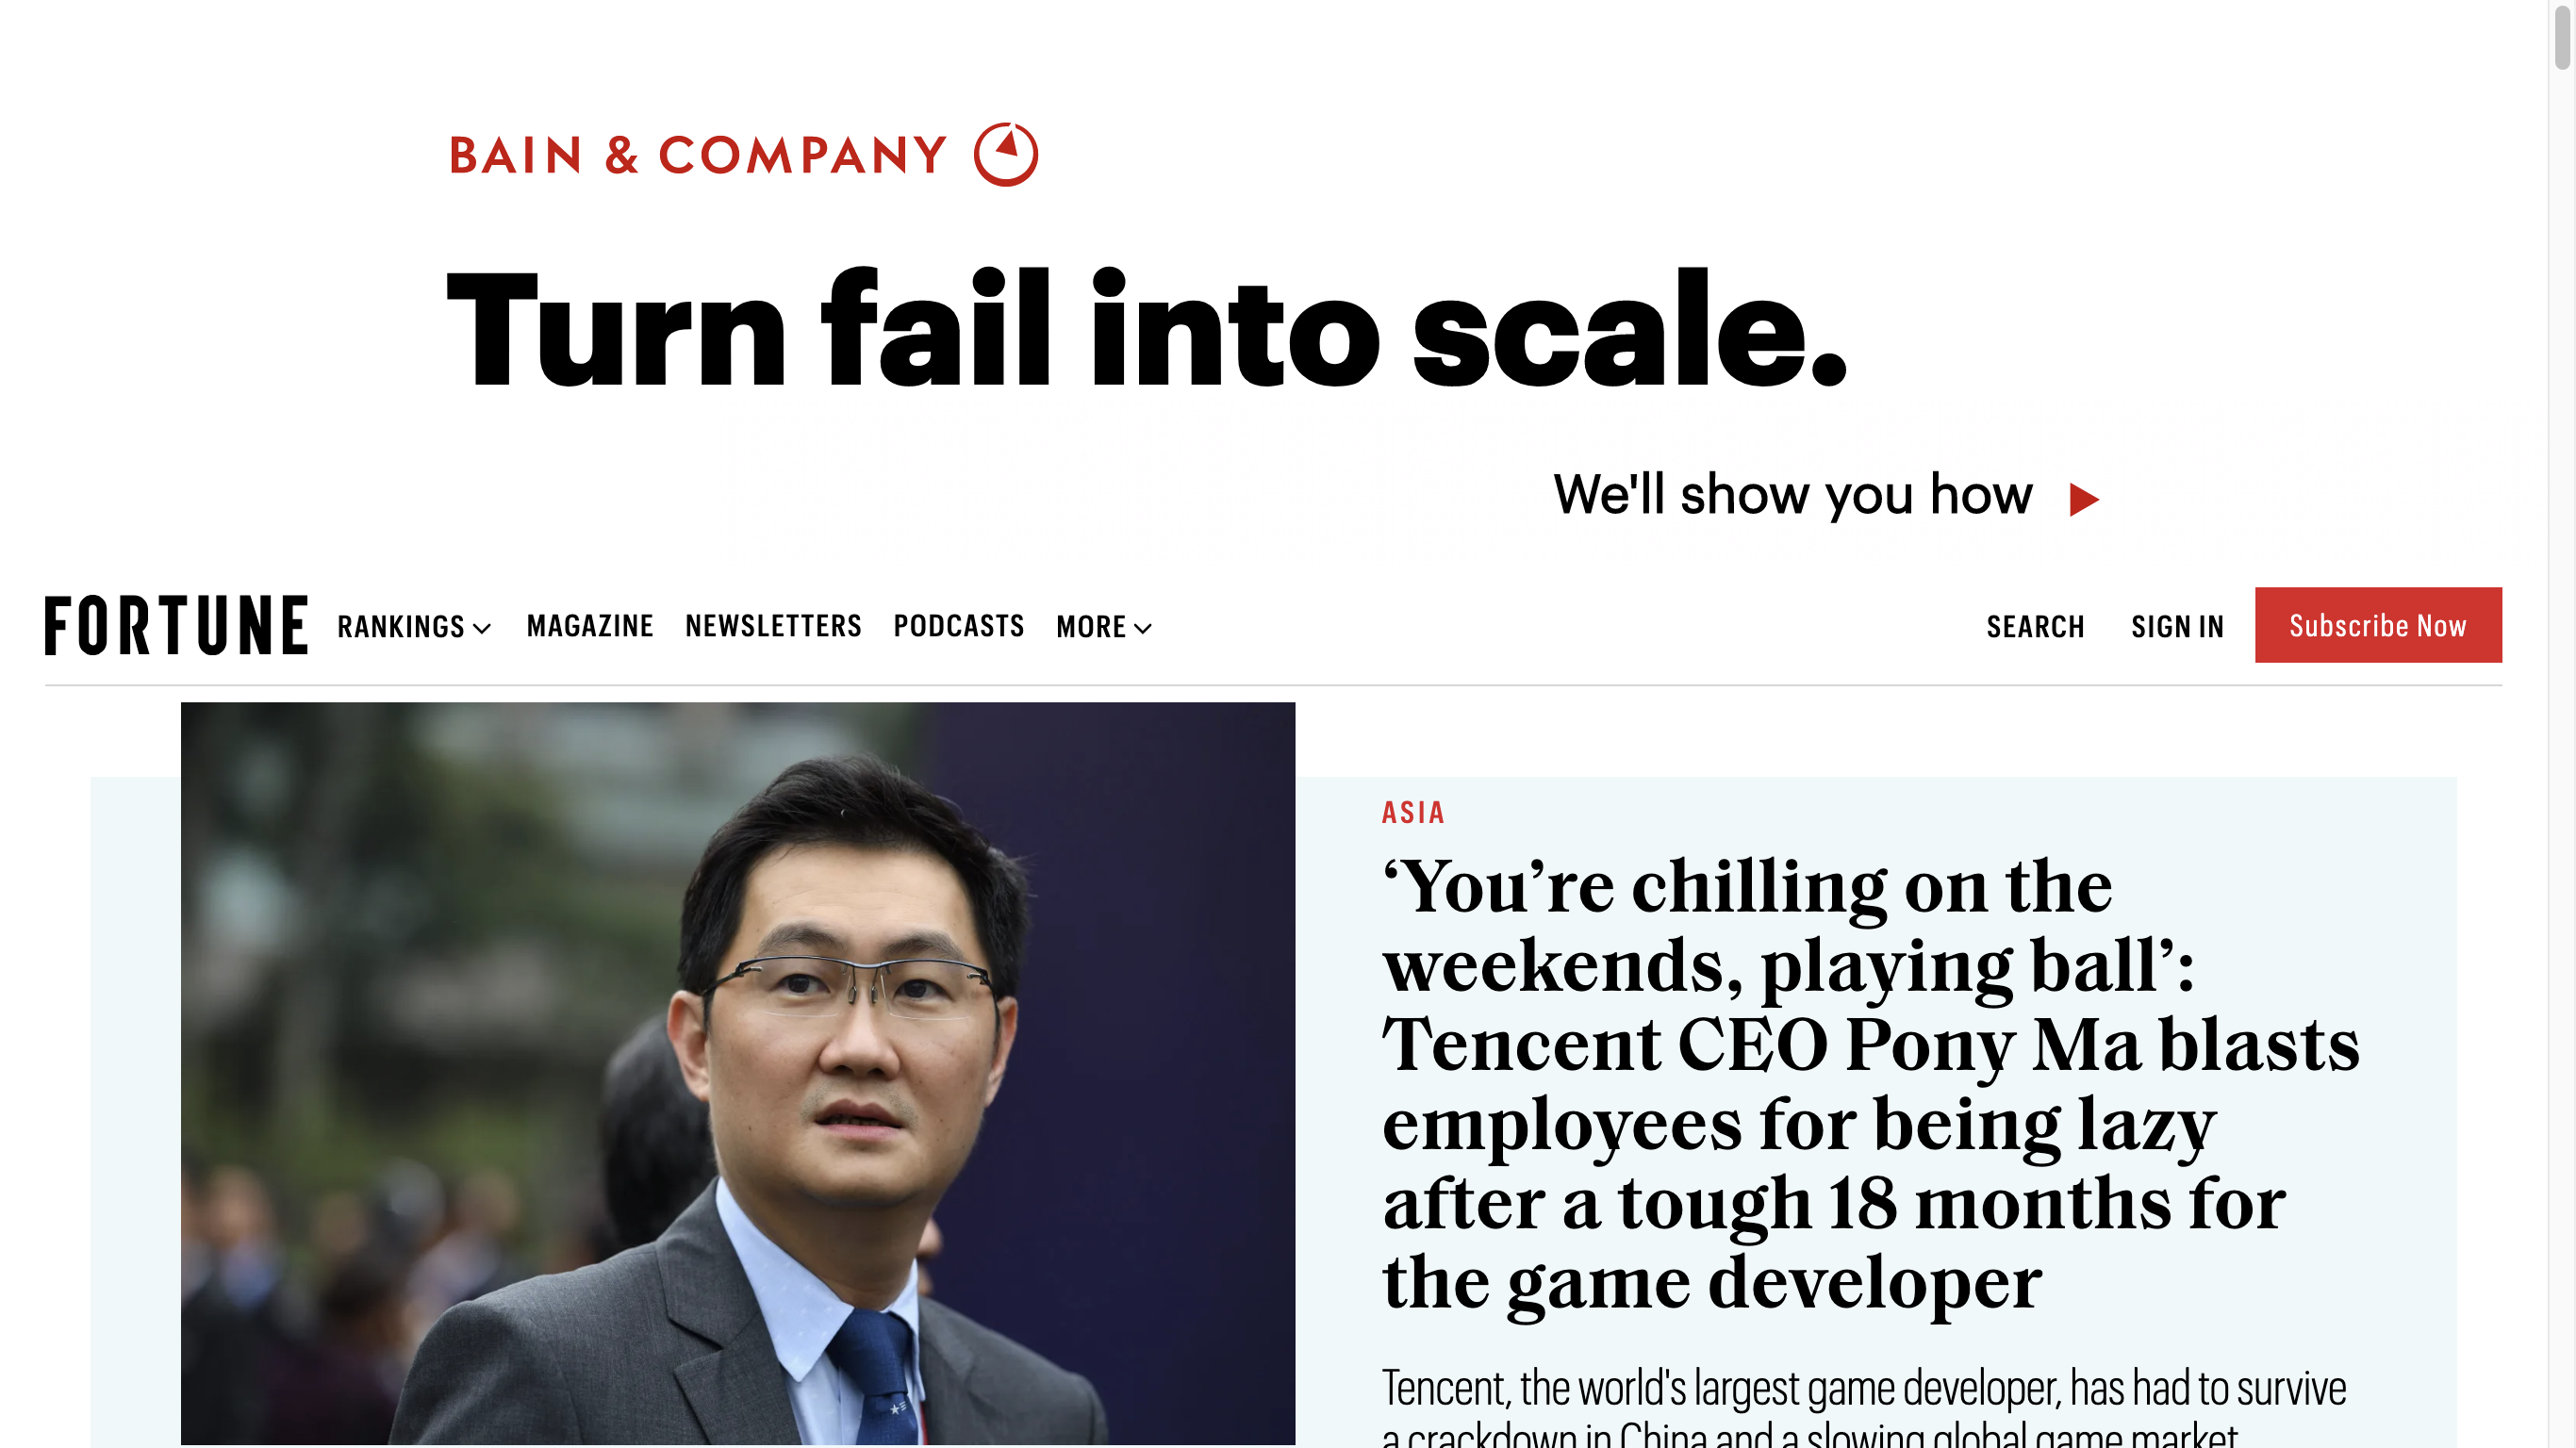 BAIN & COMPANY
Turn fail into scale.
We'll show you how
FORTUNE RANKINGS MAGAZINE NEWSLETTERS PODCASTS MORE SEARCH SIGN IN Subscribe Now
ASIA
‘You’re chilling on the
weekends, playing ball’:
Tencent CEO Pony Ma blasts
employees for being lazy
after a tough 18 months for
the game developer
Tencent, the world's largest game developer, has had to survive
a crackdown in China and a slowing global game market